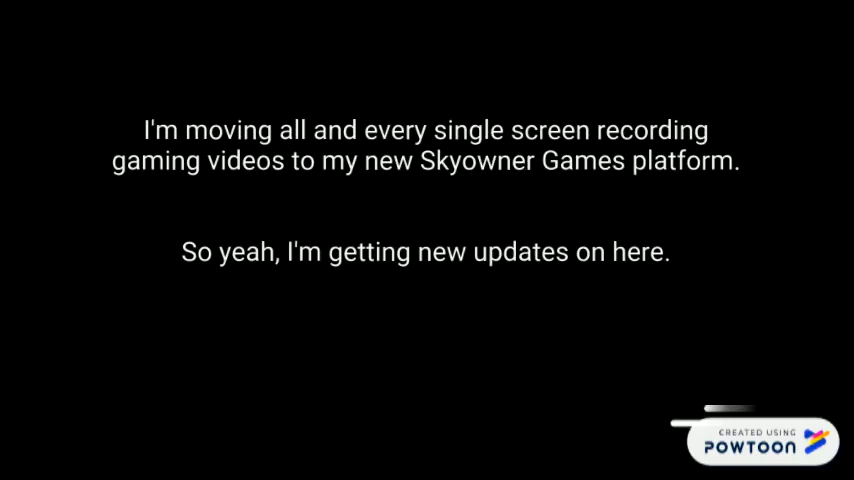 I'm moving all and every single screen recording
gaming videos to my new Skyowner Games platform.
So yeah, I'm getting new updates on here.
CREATED USING
POWTOON